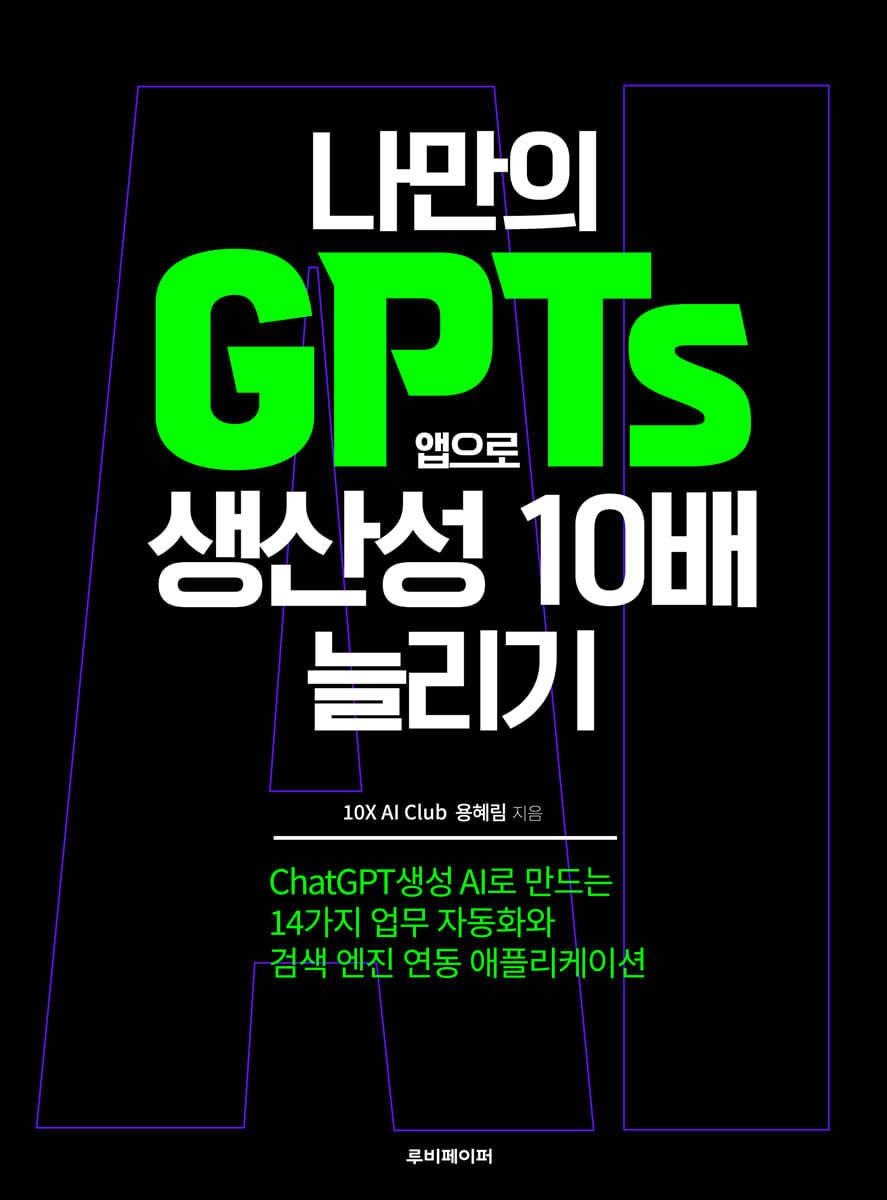 나만의
GPTs
앱으로
생산성 10배
늘리기
10X AI Club 용혜림 지음
ChatGPT생성 AI로 만드는
14가지 업무 자동화와
검색 엔진 연동 애플리케이션
루비페이퍼